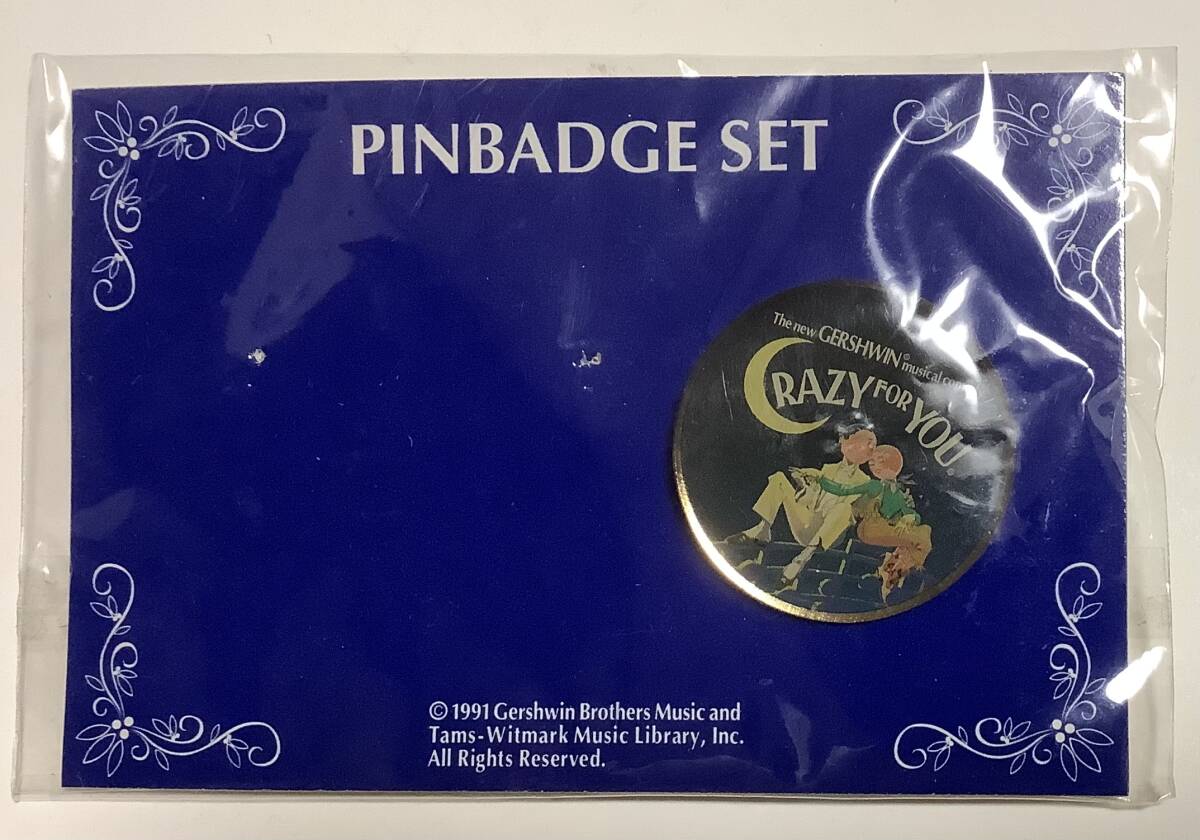 PINBADGE SET
The new GERSHWIN® musical
CRAZY FOR YOU®
© 1991 Gershwin Brothers Music and
Tams-Witmark Music Library, Inc.
All Rights Reserved.